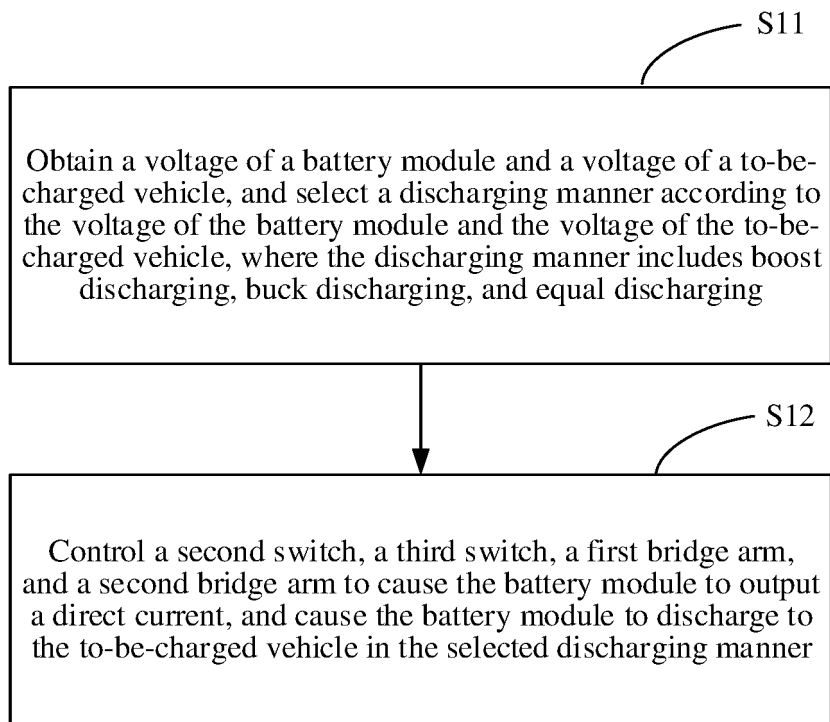 S11
Obtain a voltage of a battery module and a voltage of a to-be-
charged vehicle, and select a discharging manner according to
the voltage of the battery module and the voltage of the to-be-
charged vehicle, where the discharging manner includes boost
discharging, buck discharging, and equal discharging
S12
Control a second switch, a third switch, a first bridge arm,
and a second bridge arm to cause the battery module to output
a direct current, and cause the battery module to discharge to
the to-be-charged vehicle in the selected discharging manner